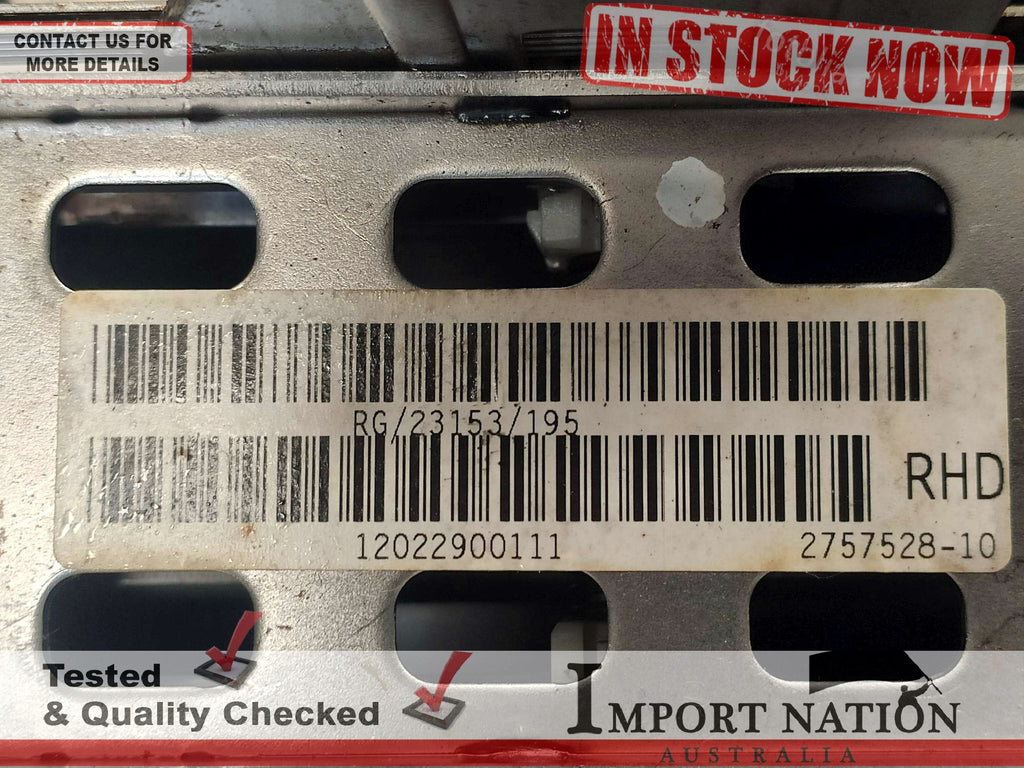 CONTACT US FOR
MORE DETAILS
IN STOCK NOW
RG/23153/195
RHD
12022900111
2757528-10
Tested
& Quality Checked
IMPORT NATION
AUSTRALIA